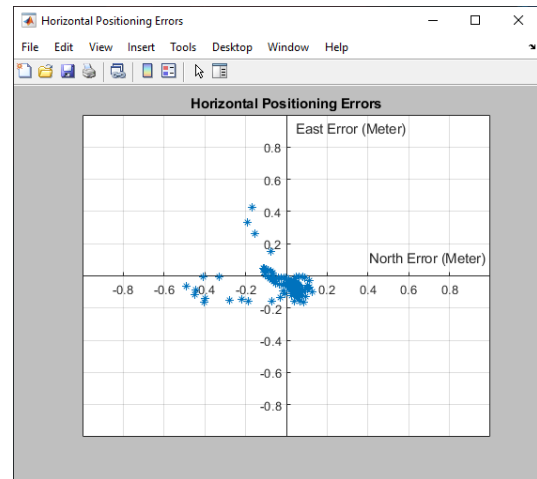 Horizontal Positioning Errors
File Edit View Insert Tools Desktop Window Help
Horizontal Positioning Errors
East Error (Meter)
0.8
0.6
0.4
0.2
North Error (Meter)
-0.8 -0.6 -0.4 -0.2 0.2 0.4 0.6 0.8
-0.2
-0.4
-0.6
-0.8